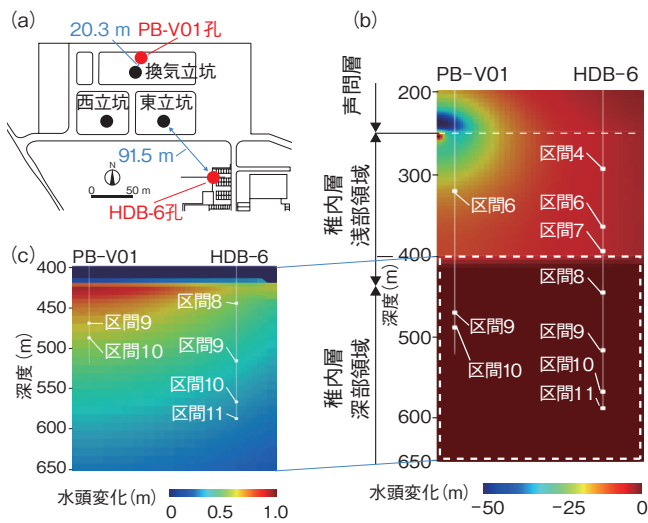 (a)
20.3 m PB-V01孔
換気立坑
西立坑 東立坑
91.5 m
N
0 50 m
HDB-6孔
(b)
PB-V01 HDB-6
200
300
400
500
600
650
深度(m)
声問層
稚内層
浅部領域
稚内層
深部領域
区間4
区間6
区間6
区間7
区間8
区間9
区間9
区間10
区間10
区間11
水頭変化(m)
−50 −25 0
(c)
PB-V01 HDB-6
400
450
500
550
600
650
深度(m)
区間8
区間9
区間10
区間9
区間10
区間11
水頭変化(m)
0 0.5 1.0